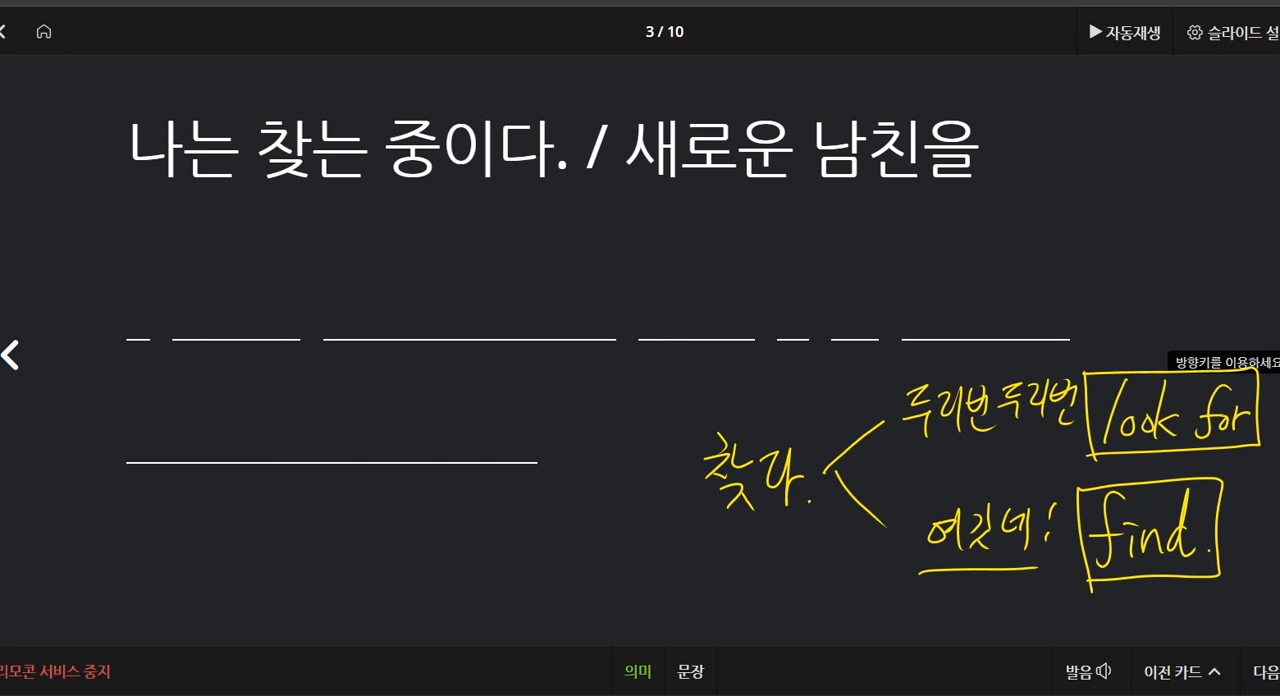 3 / 10
▶ 자동재생
슬라이드 설
나는 찾는 중이다. / 새로운 남친을
방향키를 이용하세요
두리번두리번 look for
찾다.
여깄네! find.
리모콘 서비스 중지
의미
문장
발음
이전 카드
다음